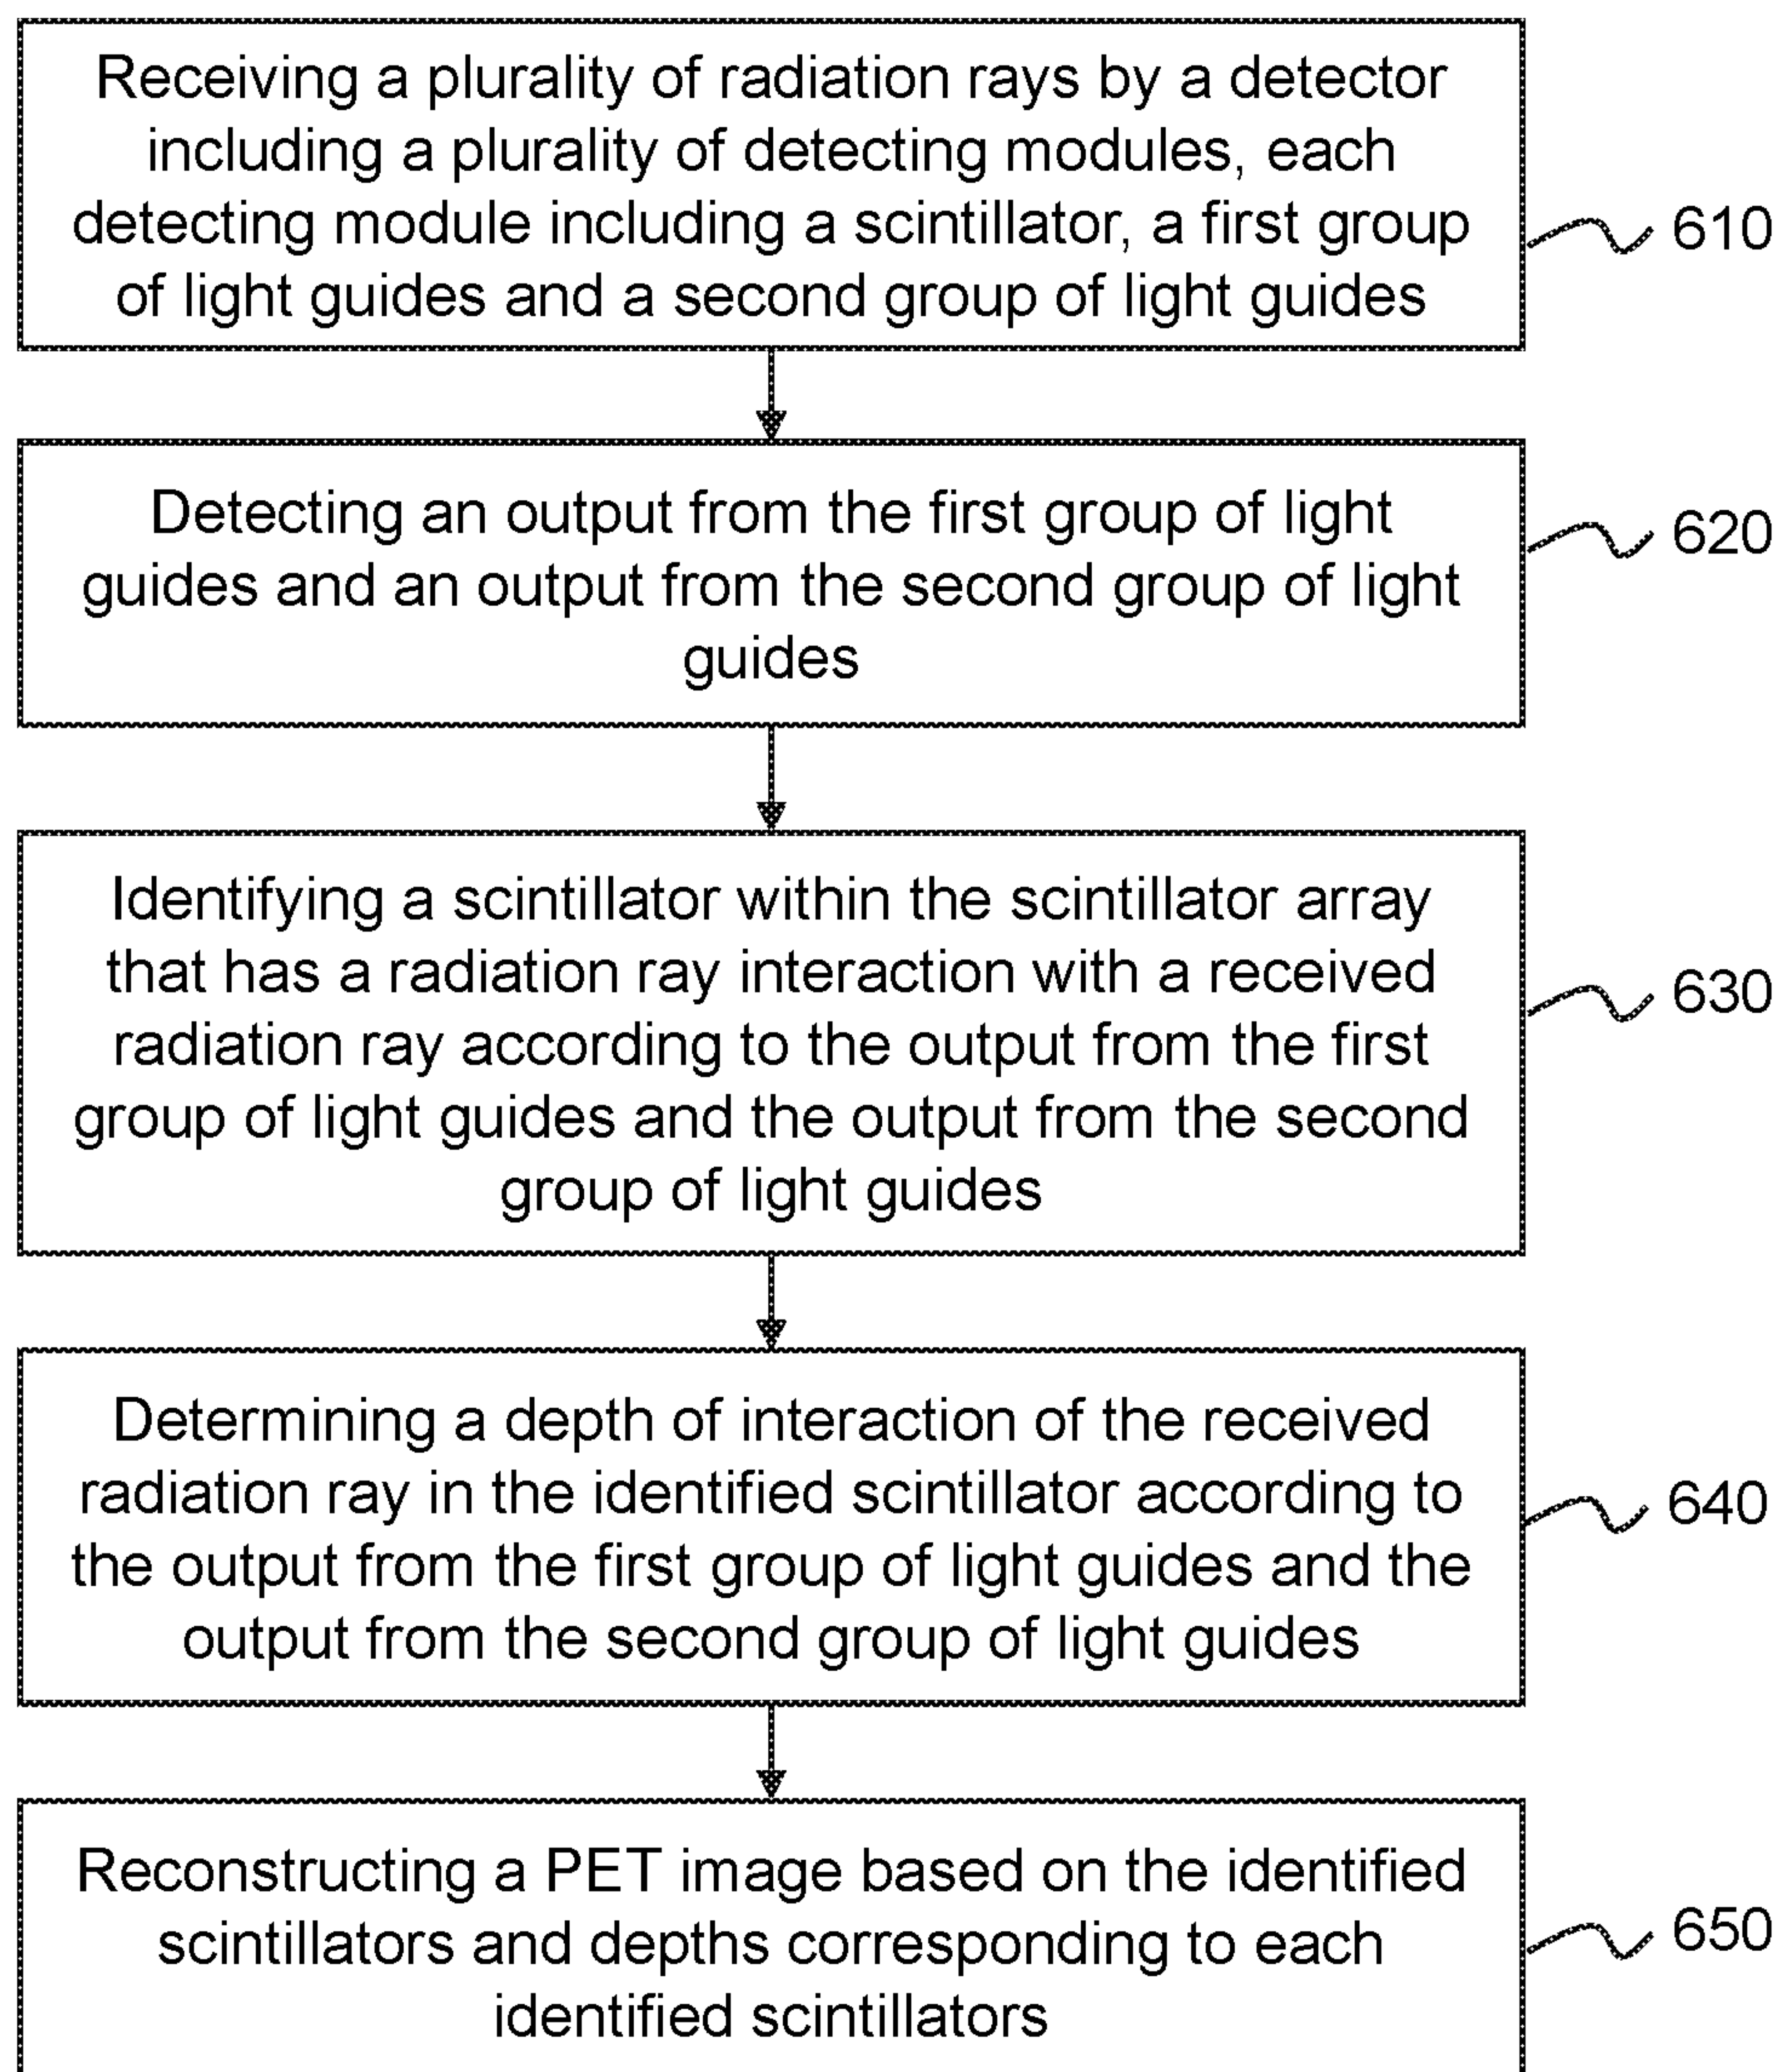 Receiving a plurality of radiation rays by a detector
including a plurality of detecting modules, each
detecting module including a scintillator, a first group
of light guides and a second group of light guides
610
Detecting an output from the first group of light
guides and an output from the second group of light
guides
620
Identifying a scintillator within the scintillator array
that has a radiation ray interaction with a received
radiation ray according to the output from the first
group of light guides and the output from the second
group of light guides
630
Determining a depth of interaction of the received
radiation ray in the identified scintillator according to
the output from the first group of light guides and the
output from the second group of light guides
640
Reconstructing a PET image based on the identified
scintillators and depths corresponding to each
identified scintillators
650